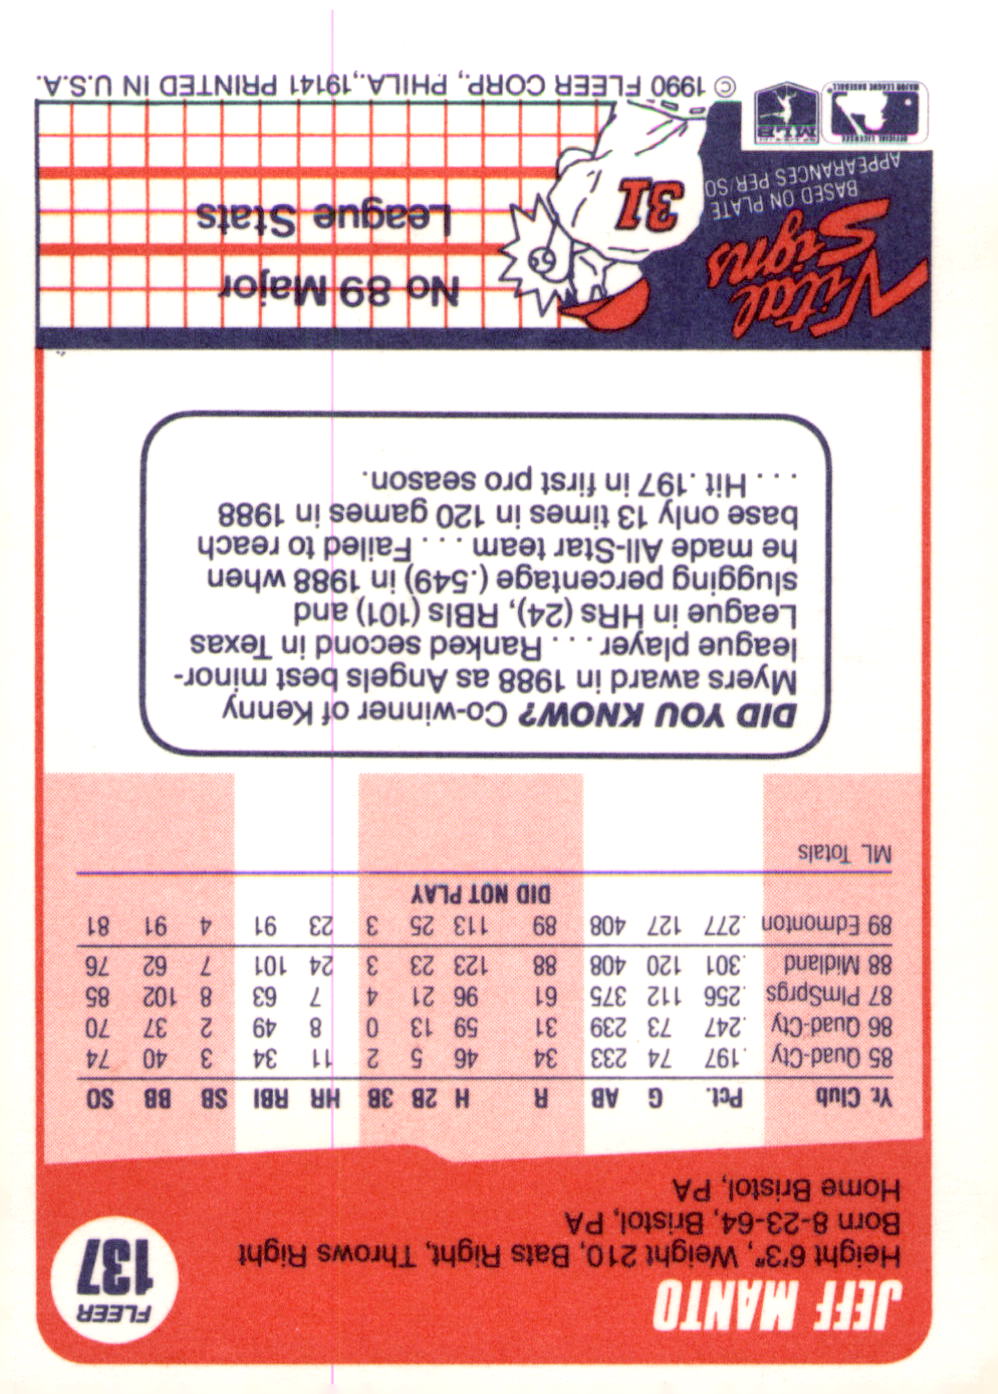 JEFF MANTO
Height 6'3", Weight 210, Bats Right, Throws Right
Born 8-23-64, Bristol, PA
Home Bristol, PA
FLEER
137
Yr. Club Pct. G AB R H 2B 3B HR RBI SB BB SO
85 Quad-Cty .197 74 233 34 46 5 2 11 34 3 40 74
86 Quad-Cty .247 73 239 31 59 13 0 8 49 2 37 70
87 PlmSprgs .256 112 375 61 96 21 4 7 63 8 102 85
88 Midland .301 120 408 88 123 23 3 24 101 7 62 76
89 Edmonton .277 127 408 89 113 25 3 23 91 4 91 81
DID NOT PLAY
ML Totals
DID YOU KNOW? Co-winner of Kenny
Myers award in 1988 as Angels best minor-
league player . . . Ranked second in Texas
League in HRs (24), RBIs (101) and
slugging percentage (.549) in 1988 when
he made All-Star team . . . Failed to reach
base only 13 times in 120 games in 1988
. . . Hit .197 in first pro season.
Vital
Signs
BASED ON PLATE
APPEARANCES PER/SO
31
No 89 Major
League Stats
OFFICIAL LICENSEE
MAJOR LEAGUE BASEBALL
MLB
© 1990 FLEER CORP., PHILA.,19141 PRINTED IN U.S.A.